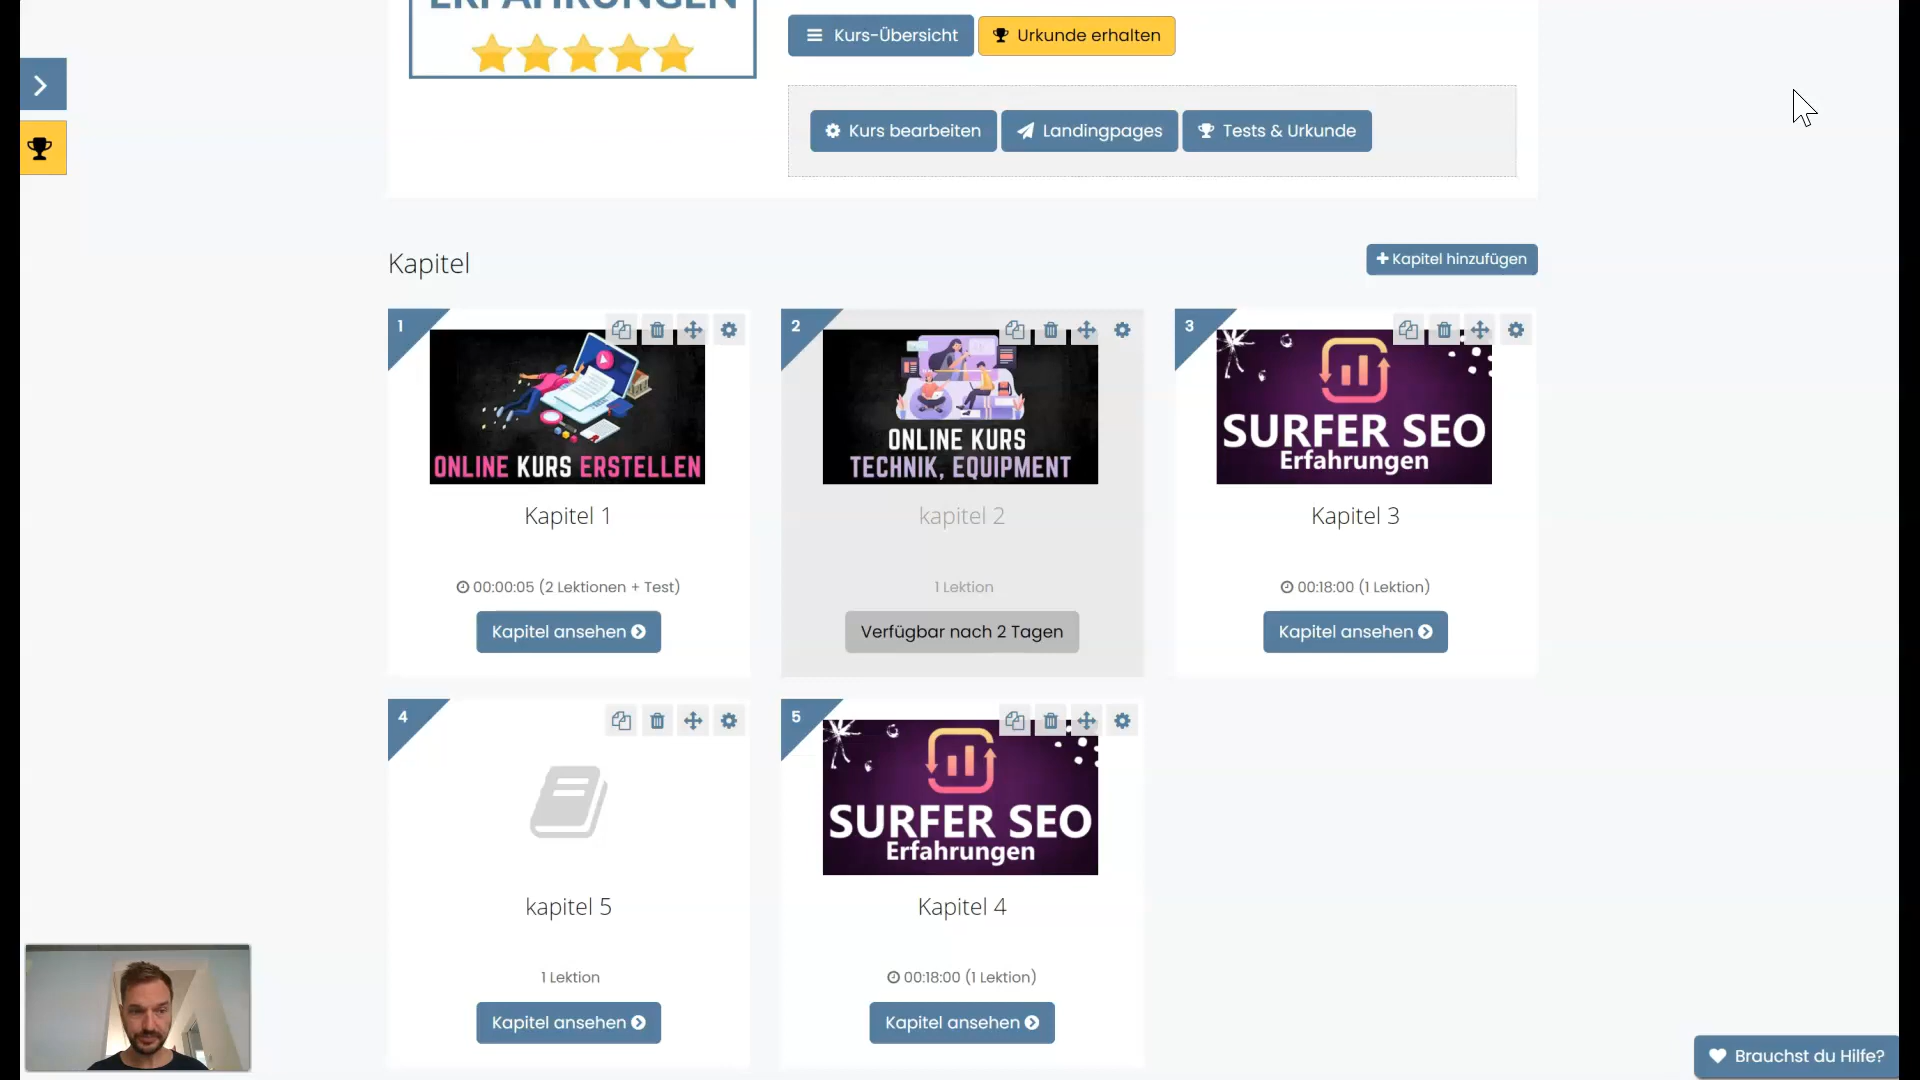 ERFAHRUNGEN
Kurs-Übersicht
Urkunde erhalten
Kurs bearbeiten
Landingpages
Tests & Urkunde
Kapitel
Kapitel hinzufügen
1
2
3
ONLINE KURS ERSTELLEN
ONLINE KURS
TECHNIK, EQUIPMENT
SURFER SEO
Erfahrungen
Kapitel 1
kapitel 2
Kapitel 3
00:00:05 (2 Lektionen + Test)
1 Lektion
00:18:00 (1 Lektion)
Kapitel ansehen
Verfügbar nach 2 Tagen
Kapitel ansehen
4
5
SURFER SEO
Erfahrungen
kapitel 5
Kapitel 4
1 Lektion
00:18:00 (1 Lektion)
Kapitel ansehen
Kapitel ansehen
Brauchst du Hilfe?